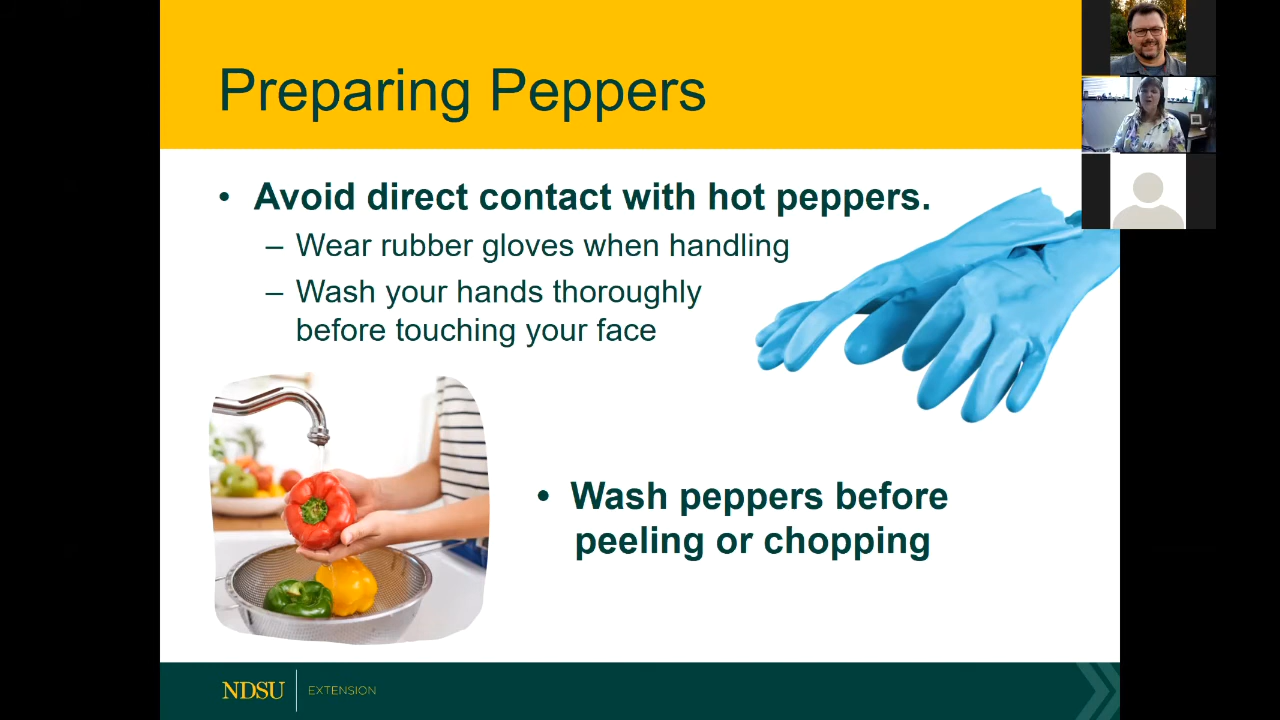 Preparing Peppers
• Avoid direct contact with hot peppers.
– Wear rubber gloves when handling
– Wash your hands thoroughly
before touching your face
• Wash peppers before
peeling or chopping
NDSU EXTENSION